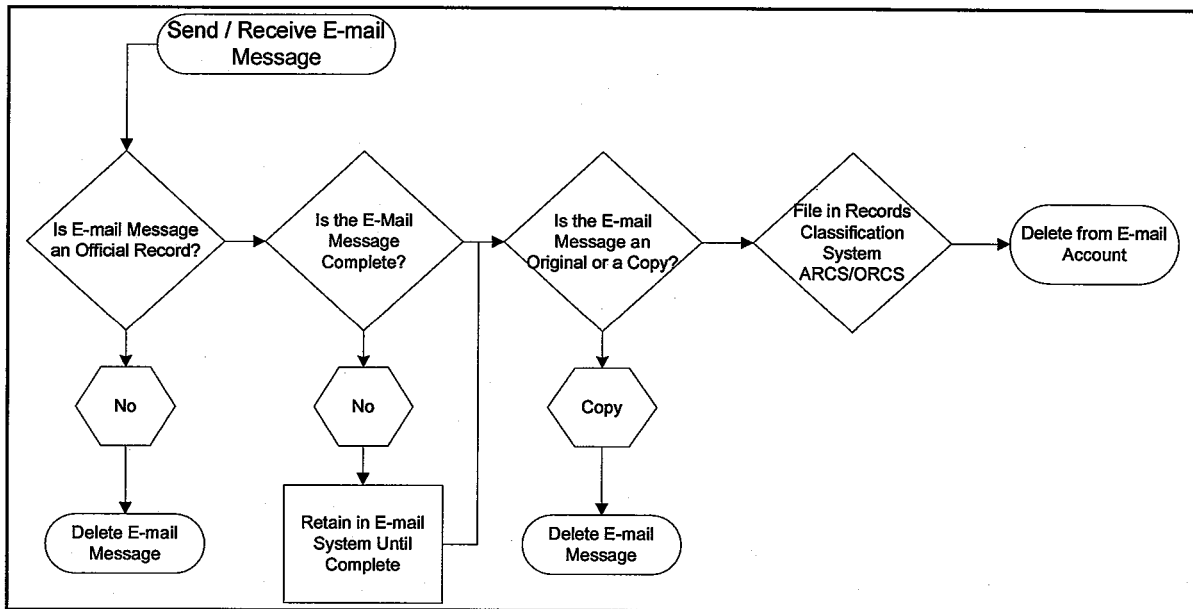 Send / Receive E-mail
Message
Is E-mail Message
an Official Record?
Is the E-Mail
Message
Complete?
Is the E-mail
Message an
Original or a Copy?
File in Records
Classification
System
ARCS/ORCS
Delete from E-mail
Account
No
No
Copy
Delete E-mail
Message
Retain in E-mail
System Until
Complete
Delete E-mail
Message